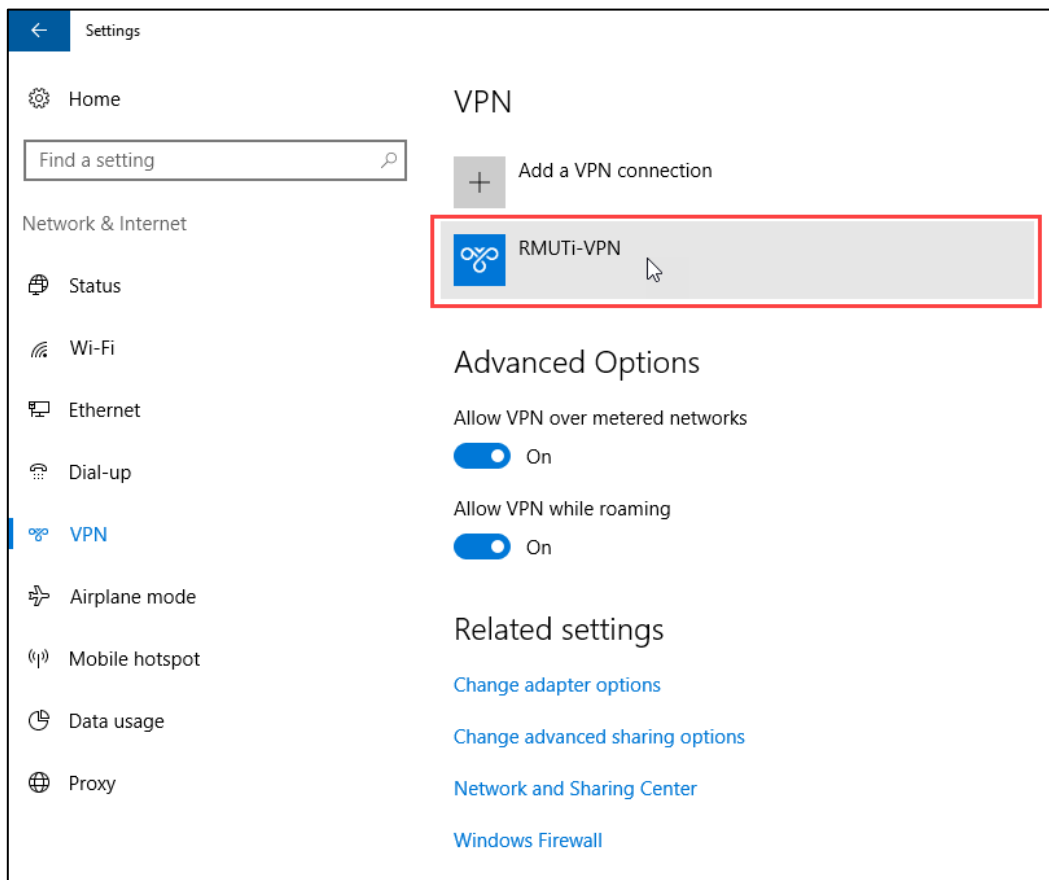 Settings
Home
Find a setting
Network & Internet
Status
Wi-Fi
Ethernet
Dial-up
VPN
Airplane mode
Mobile hotspot
Data usage
Proxy
VPN
Add a VPN connection
RMUTi-VPN
Advanced Options
Allow VPN over metered networks
On
Allow VPN while roaming
On
Related settings
Change adapter options
Change advanced sharing options
Network and Sharing Center
Windows Firewall